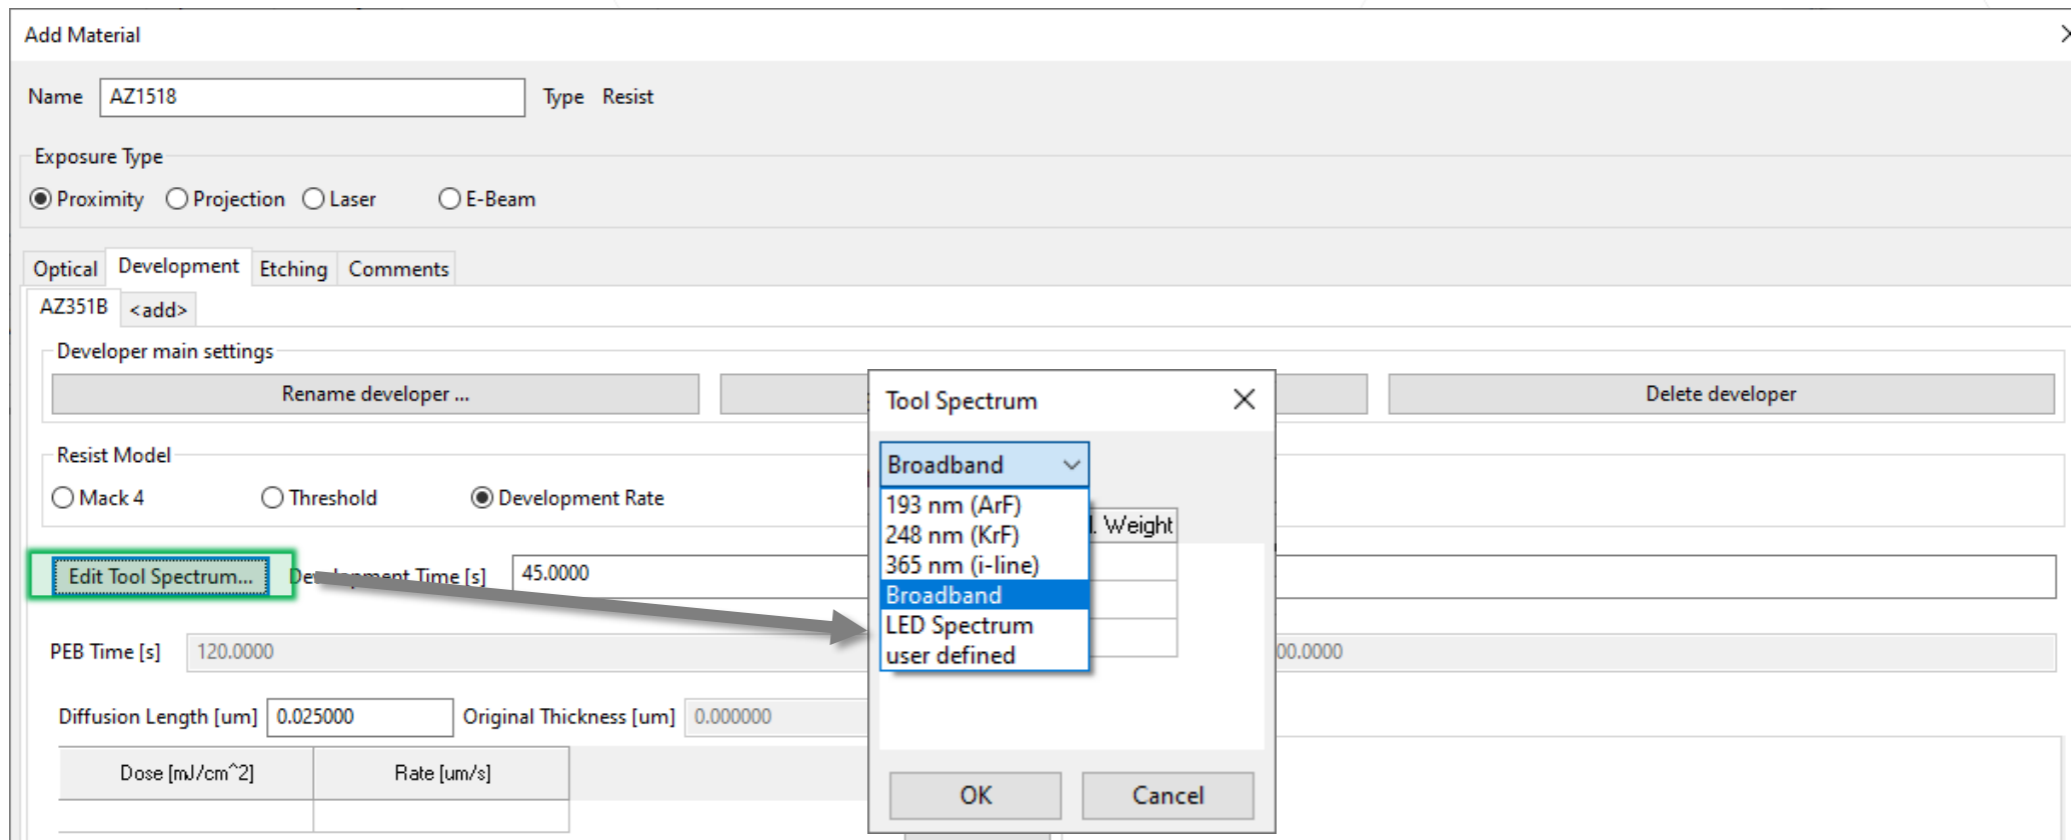 Add Material
Name AZ1518 Type Resist
Exposure Type
Proximity Projection Laser E-Beam
Optical Development Etching Comments
AZ351B <add>
Developer main settings
Rename developer ... Delete developer
Resist Model
Mack 4 Threshold Development Rate
Edit Tool Spectrum... Development Time [s] 45.0000
PEB Time [s] 120.0000 00.0000
Diffusion Length [um] 0.025000 Original Thickness [um] 0.000000
Dose [mJ/cm^2] Rate [um/s]
Tool Spectrum
Broadband
193 nm (ArF)
248 nm (KrF)
365 nm (i-line)
Broadband
LED Spectrum
user defined
. Weight
OK Cancel